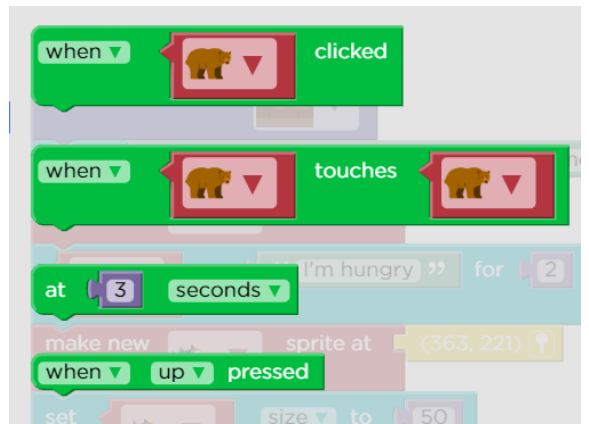 when ▼ clicked
when ▼ touches
I'm hungry ” for 2
at 3 seconds ▼
make new sprite at (363, 221)
when ▼ up ▼ pressed
set size ▼ to 50